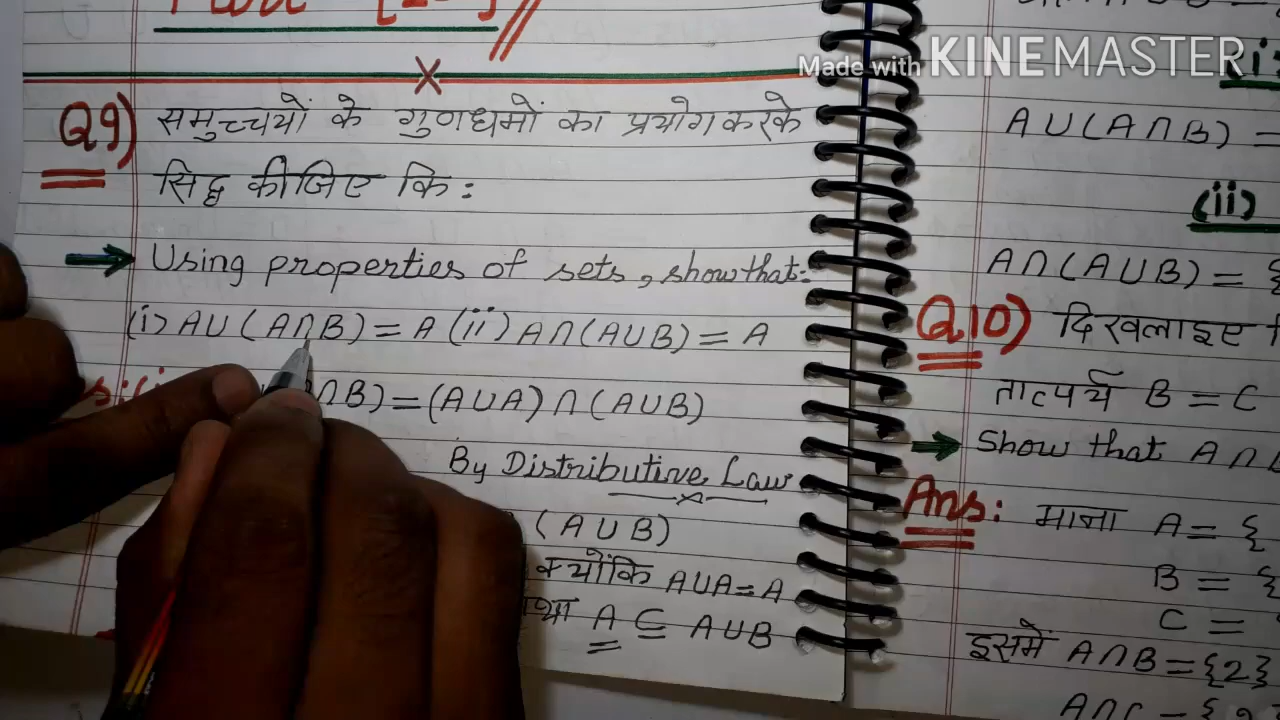 Made with KINEMASTER
Q9) समुच्चयों के गुणधर्मों का प्रयोग करके
सिद्ध कीजिए कि :
→ Using properties of sets, show that:
(i) A∪(A∩B) = A (ii) A∩(A∪B) = A
∩B) = (A∪A)∩(A∪B)
By Distributive Law
(A∪B)
क्योंकि A∪A=A
तथा A ⊆ A∪B
A∪(A∩B) =
(ii)
A∩(A∪B) = {
Q10) दिखलाइए
तात्पर्य B = C
→ Show that A∩
Ans: माना A = {
B = {
C =
इसमें A∩B = {2}